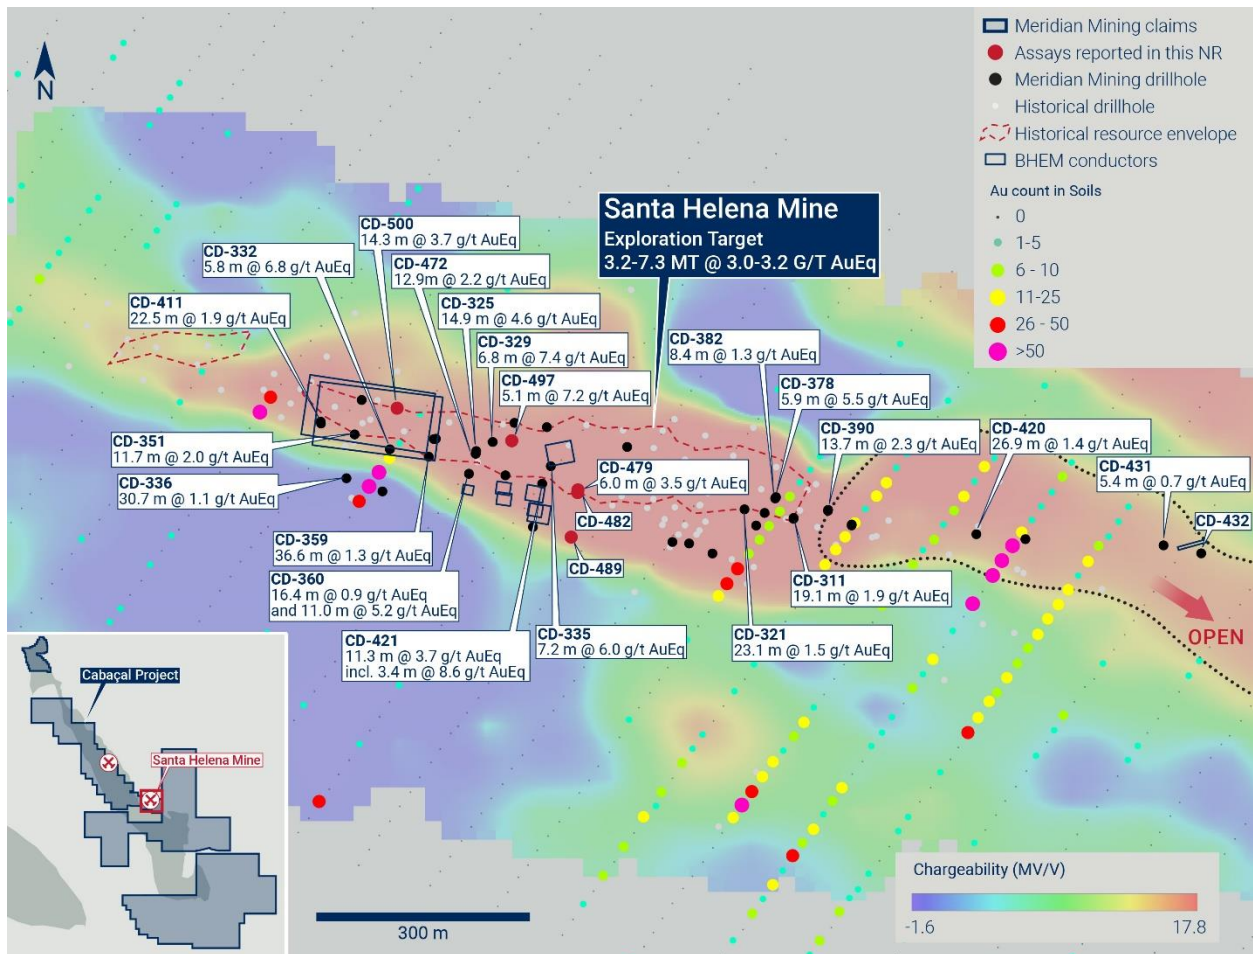 N
Meridian Mining claims
Assays reported in this NR
Meridian Mining drillhole
Historical drillhole
Historical resource envelope
BHEM conductors
Au count in Soils
0
1-5
6 - 10
11-25
26 - 50
>50
Santa Helena Mine
Exploration Target
3.2-7.3 MT @ 3.0-3.2 G/T AuEq
CD-500
14.3 m @ 3.7 g/t AuEq
CD-332
5.8 m @ 6.8 g/t AuEq
CD-472
12.9m @ 2.2 g/t AuEq
CD-411
22.5 m @ 1.9 g/t AuEq
CD-325
14.9 m @ 4.6 g/t AuEq
CD-329
6.8 m @ 7.4 g/t AuEq
CD-497
5.1 m @ 7.2 g/t AuEq
CD-382
8.4 m @ 1.3 g/t AuEq
CD-378
5.9 m @ 5.5 g/t AuEq
CD-390
13.7 m @ 2.3 g/t AuEq
CD-420
26.9 m @ 1.4 g/t AuEq
CD-431
5.4 m @ 0.7 g/t AuEq
CD-432
CD-351
11.7 m @ 2.0 g/t AuEq
CD-336
30.7 m @ 1.1 g/t AuEq
CD-479
6.0 m @ 3.5 g/t AuEq
CD-482
CD-489
CD-359
36.6 m @ 1.3 g/t AuEq
CD-360
16.4 m @ 0.9 g/t AuEq
and 11.0 m @ 5.2 g/t AuEq
CD-421
11.3 m @ 3.7 g/t AuEq
incl. 3.4 m @ 8.6 g/t AuEq
CD-335
7.2 m @ 6.0 g/t AuEq
CD-321
23.1 m @ 1.5 g/t AuEq
CD-311
19.1 m @ 1.9 g/t AuEq
OPEN
Cabaçal Project
Santa Helena Mine
300 m
Chargeability (MV/V)
-1.6
17.8